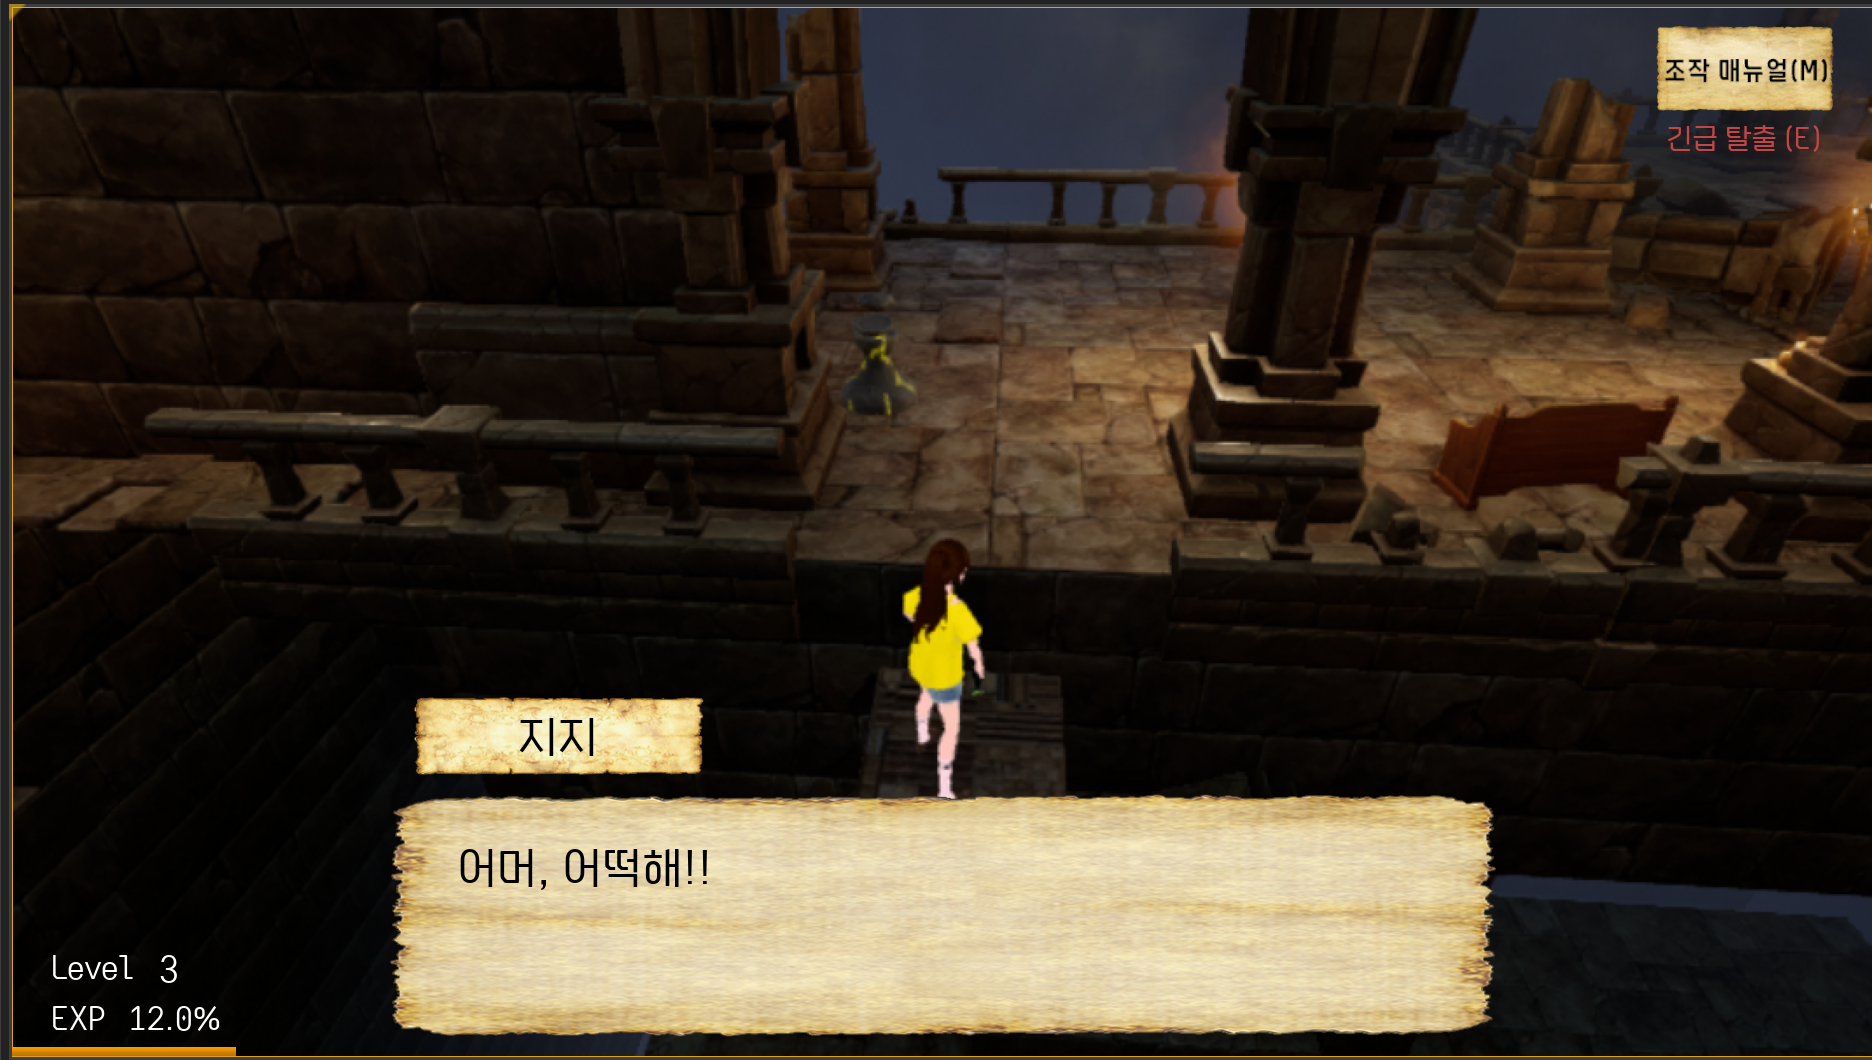 조작 매뉴얼(M)
긴급 탈출 (E)
지지
어머, 어떡해!!
Level 3
EXP 12.0%